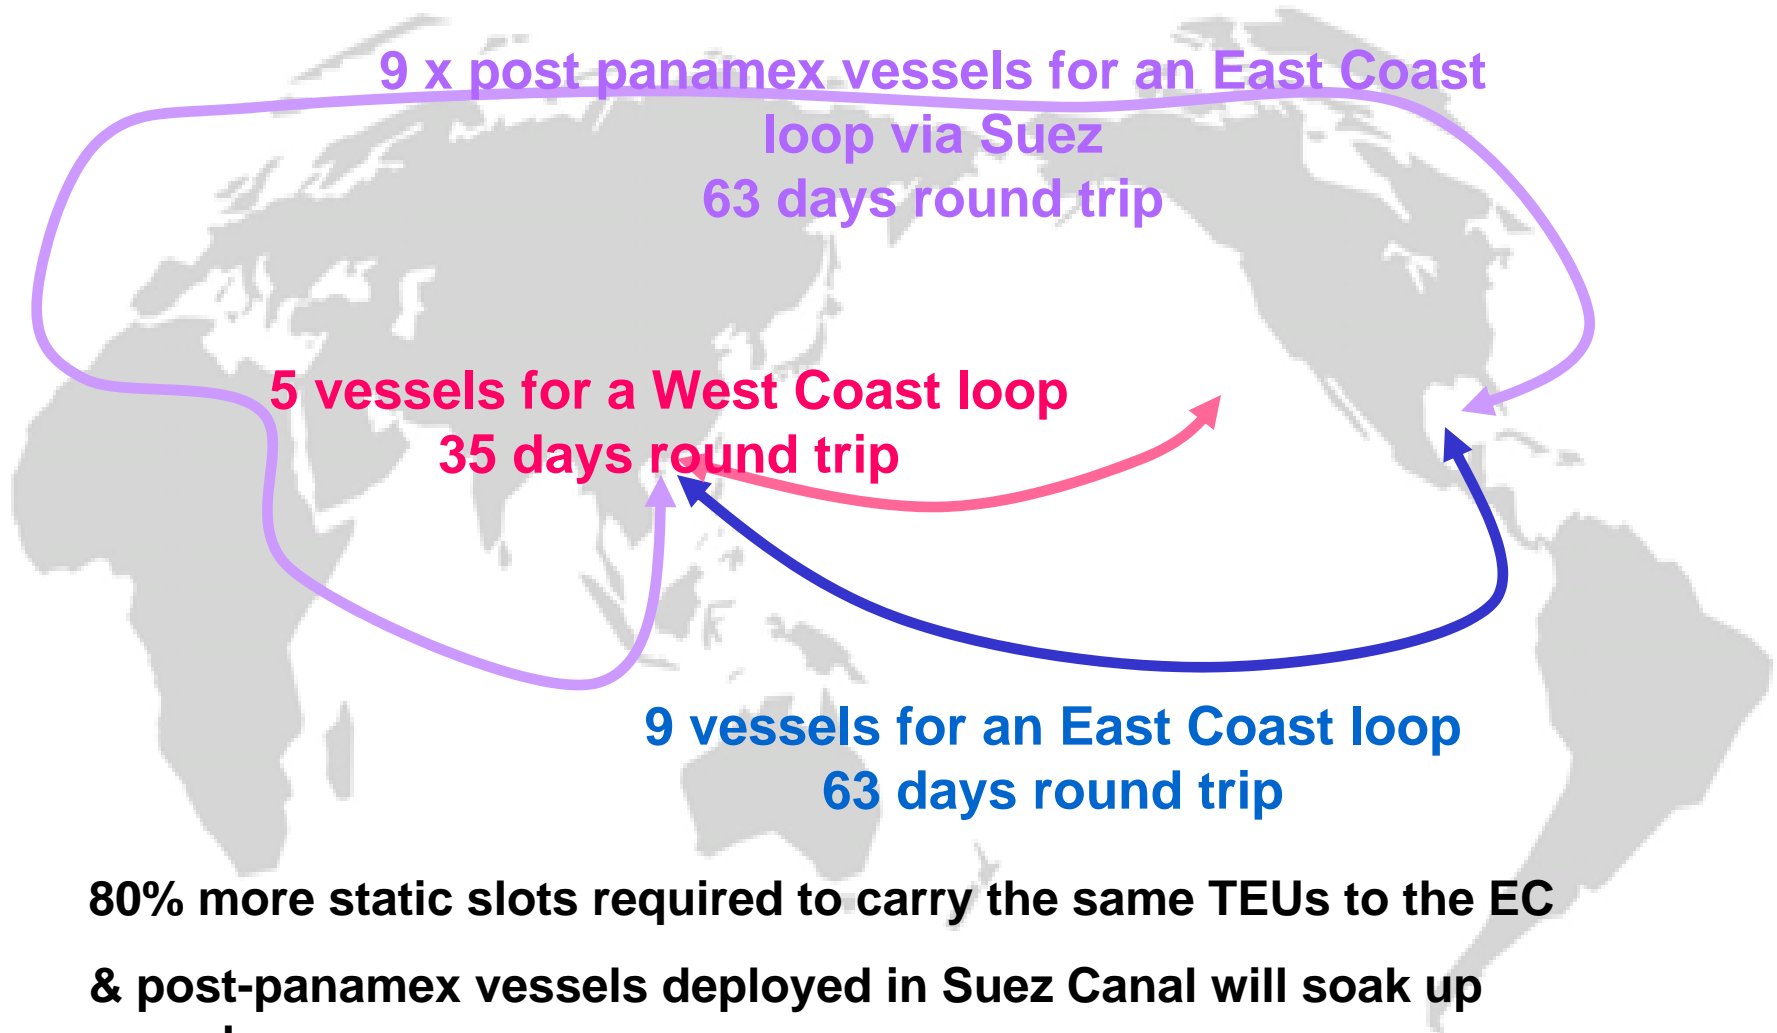 9 x post panamex vessels for an East Coast
loop via Suez
63 days round trip
5 vessels for a West Coast loop
35 days round trip
9 vessels for an East Coast loop
63 days round trip
80% more static slots required to carry the same TEUs to the EC
& post-panamex vessels deployed in Suez Canal will soak up